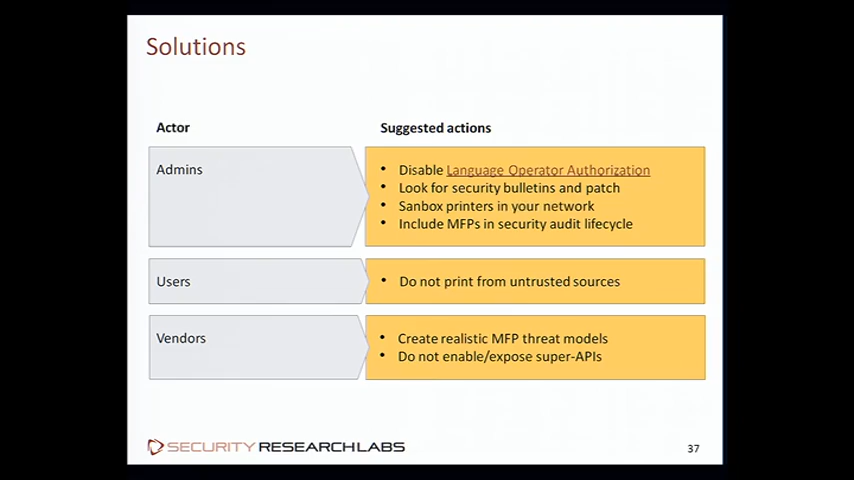 Solutions
Actor
Suggested actions
Admins
• Disable Language Operator Authorization
• Look for security bulletins and patch
• Sanbox printers in your network
• Include MFPs in security audit lifecycle
Users
• Do not print from untrusted sources
Vendors
• Create realistic MFP threat models
• Do not enable/expose super-APIs
SECURITY RESEARCH LABS
37